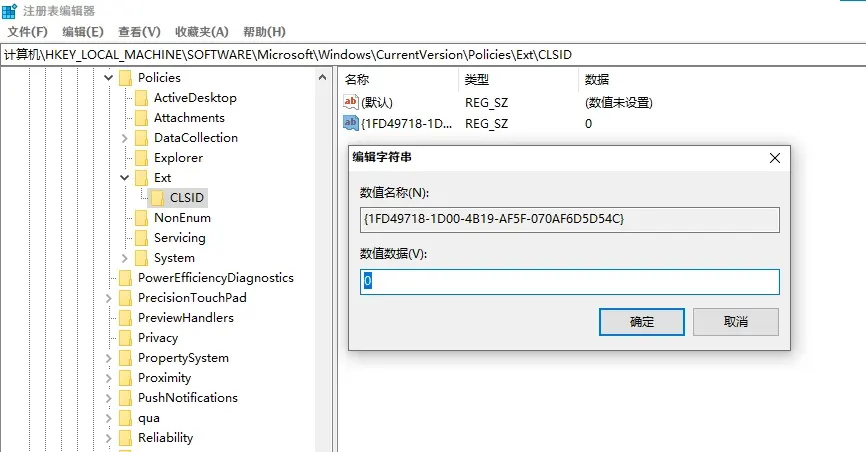 注册表编辑器
文件(F) 编辑(E) 查看(V) 收藏夹(A) 帮助(H)
计算机\HKEY_LOCAL_MACHINE\SOFTWARE\Microsoft\Windows\CurrentVersion\Policies\Ext\CLSID
Policies
ActiveDesktop
Attachments
DataCollection
Explorer
Ext
CLSID
NonEnum
Servicing
System
PowerEfficiencyDiagnostics
PrecisionTouchPad
PreviewHandlers
Privacy
PropertySystem
Proximity
PushNotifications
qua
Reliability
名称 类型 数据
ab (默认) REG_SZ (数值未设置)
ab {1FD49718-1D... REG_SZ 0
编辑字符串
数值名称(N):
{1FD49718-1D00-4B19-AF5F-070AF6D5D54C}
数值数据(V):
0
确定 取消